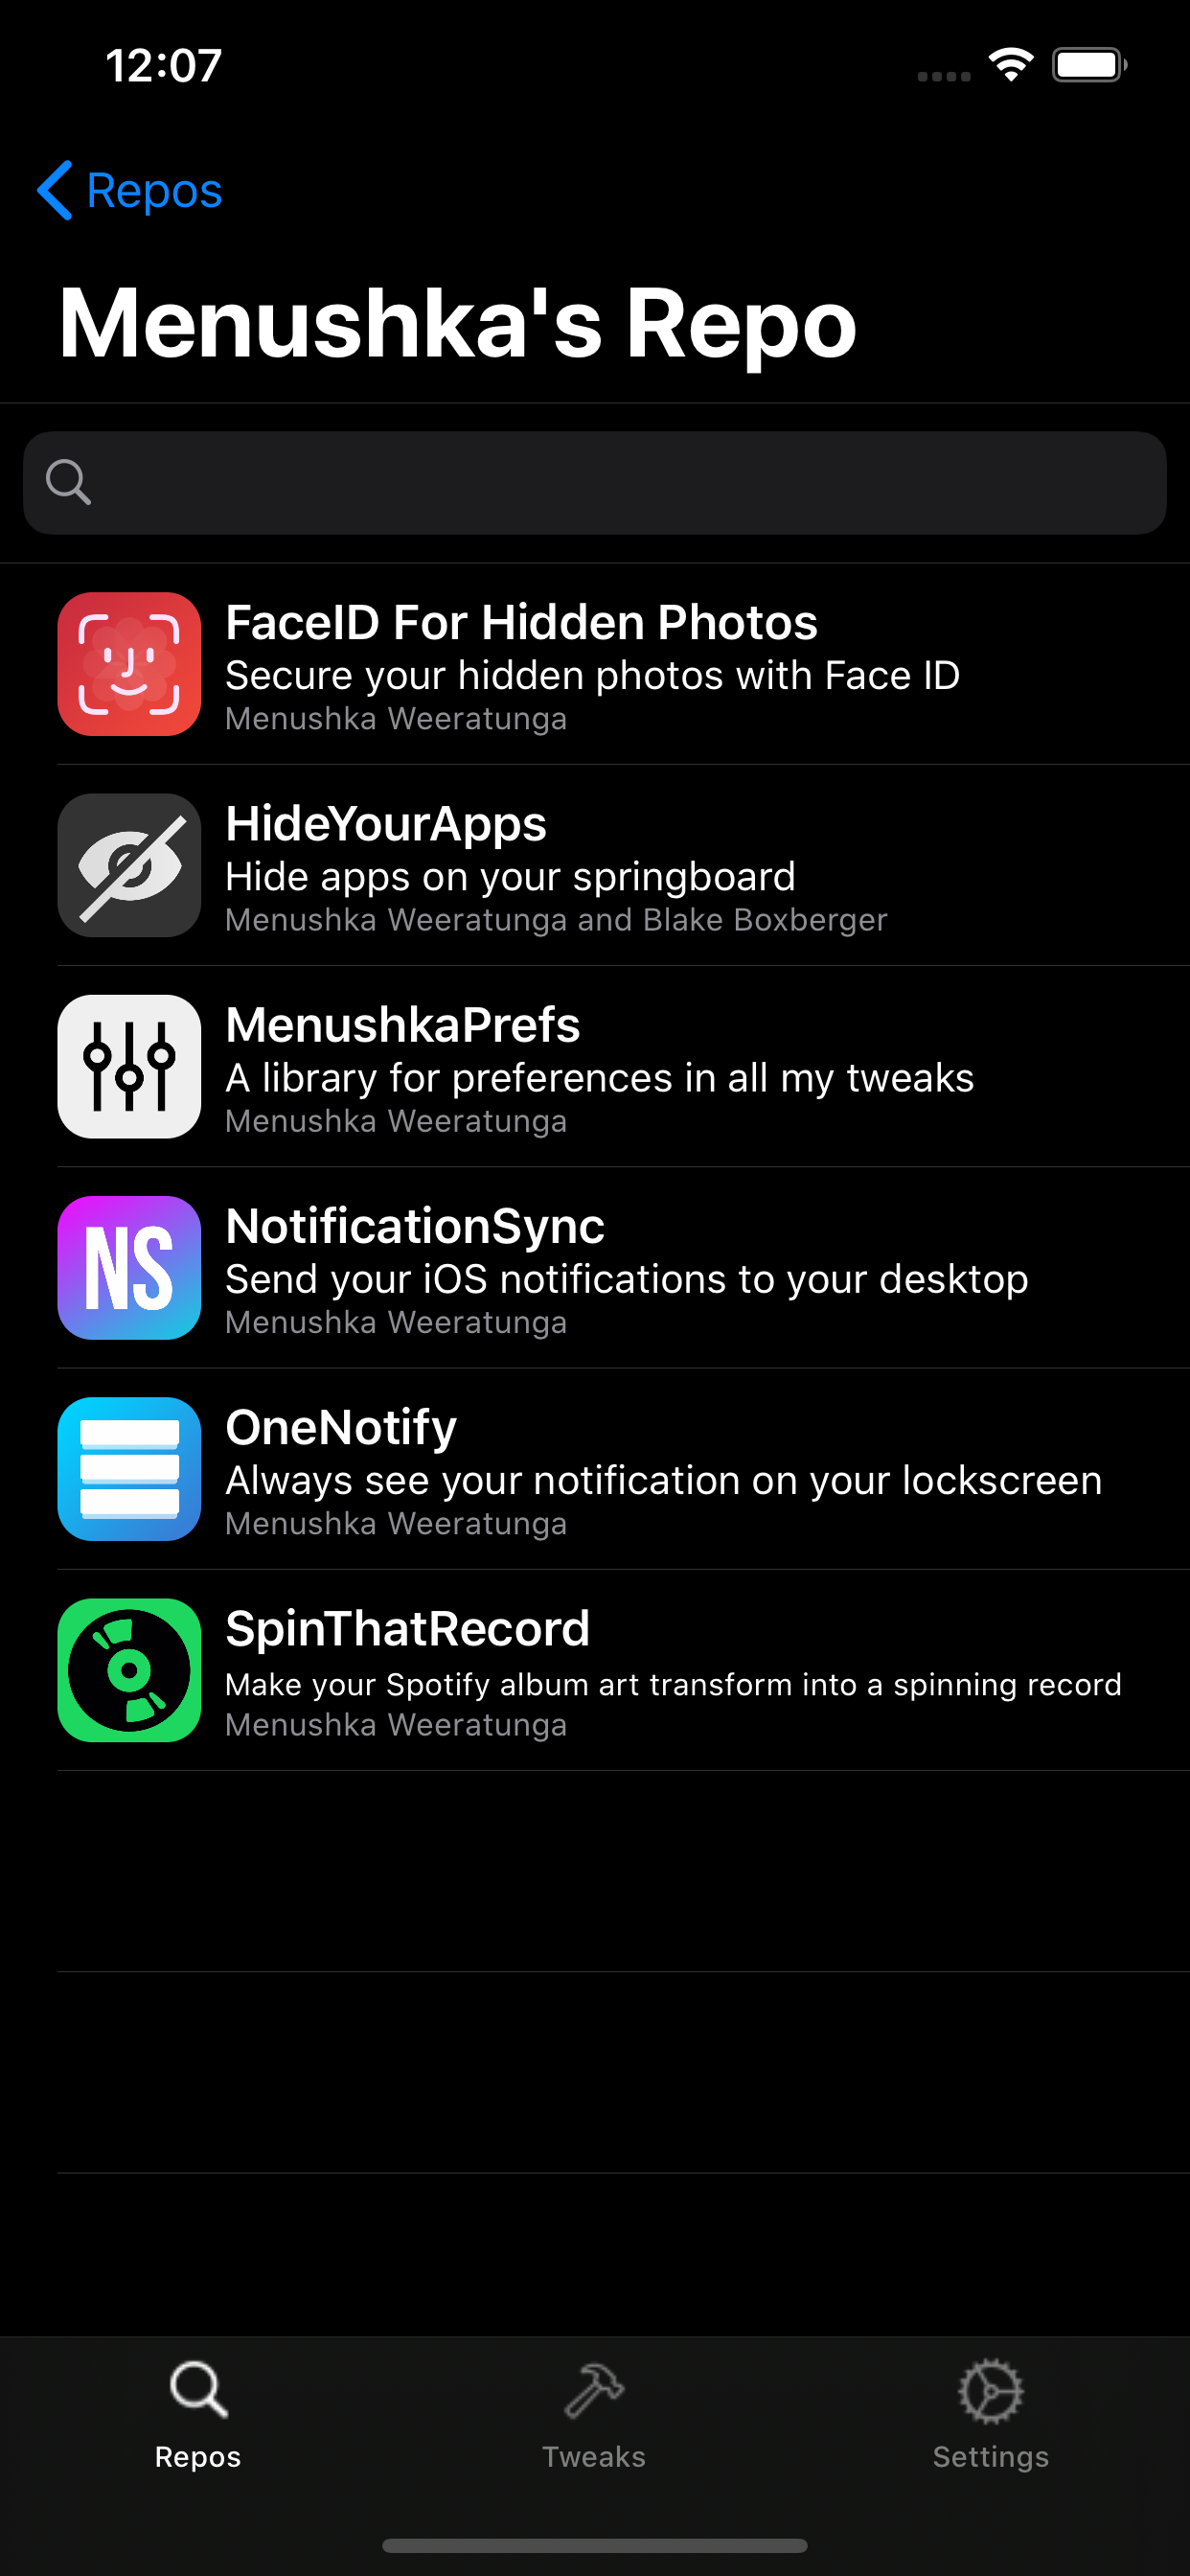 12:07
Repos
Menushka's Repo
FaceID For Hidden Photos
Secure your hidden photos with Face ID
Menushka Weeratunga
HideYourApps
Hide apps on your springboard
Menushka Weeratunga and Blake Boxberger
MenushkaPrefs
A library for preferences in all my tweaks
Menushka Weeratunga
NS
NotificationSync
Send your iOS notifications to your desktop
Menushka Weeratunga
OneNotify
Always see your notification on your lockscreen
Menushka Weeratunga
SpinThatRecord
Make your Spotify album art transform into a spinning record
Menushka Weeratunga
Repos
Tweaks
Settings